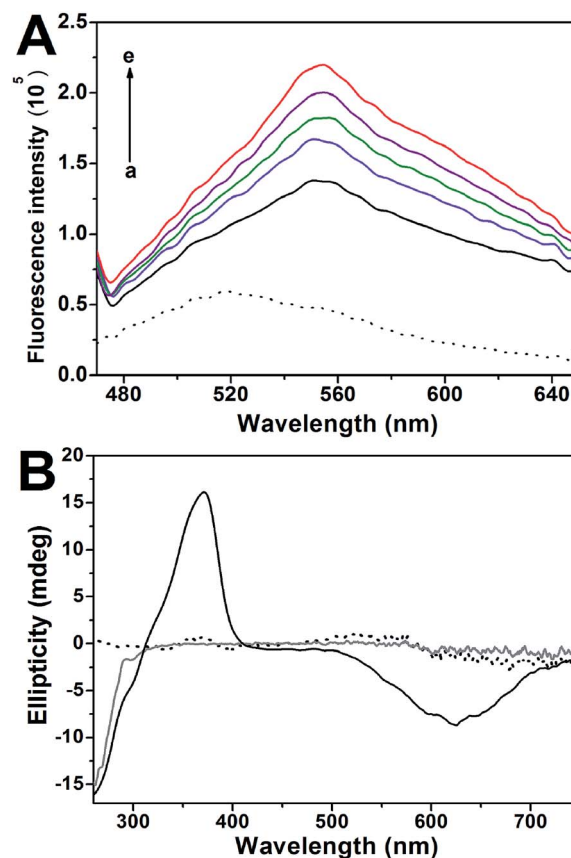 A
Fluorescence intensity (10⁵)
2.5
2.0
1.5
1.0
0.5
0.0
e
a
480 520 560 600 640
Wavelength (nm)
B
Ellipticity (mdeg)
20
15
10
5
0
-5
-10
-15
300 400 500 600 700
Wavelength (nm)